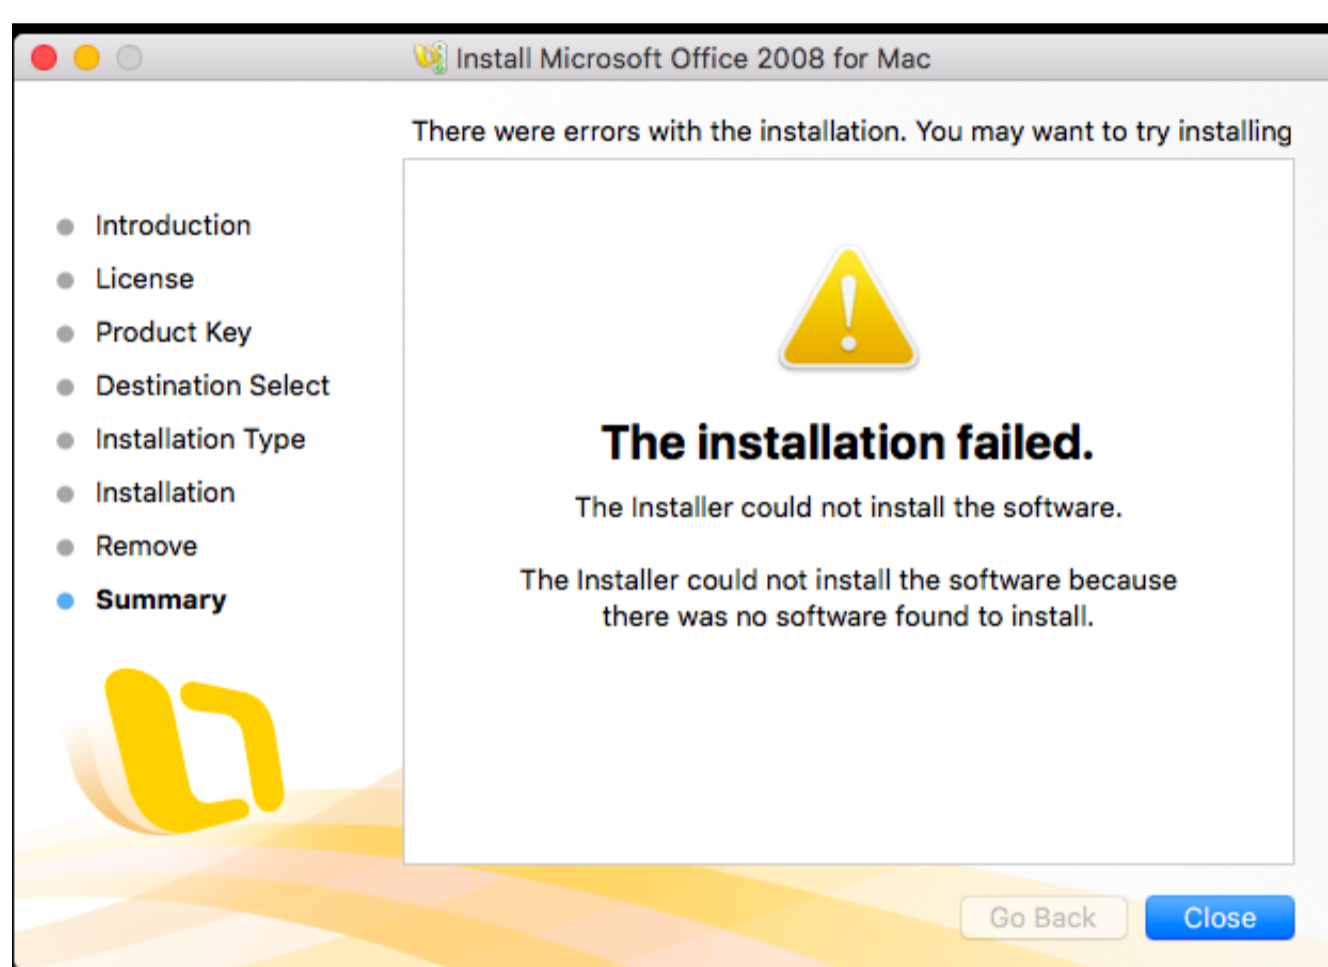 Install Microsoft Office 2008 for Mac
There were errors with the installation. You may want to try installing
Introduction
License
Product Key
Destination Select
Installation Type
Installation
Remove
Summary
The installation failed.
The Installer could not install the software.
The Installer could not install the software because
there was no software found to install.
Go Back
Close